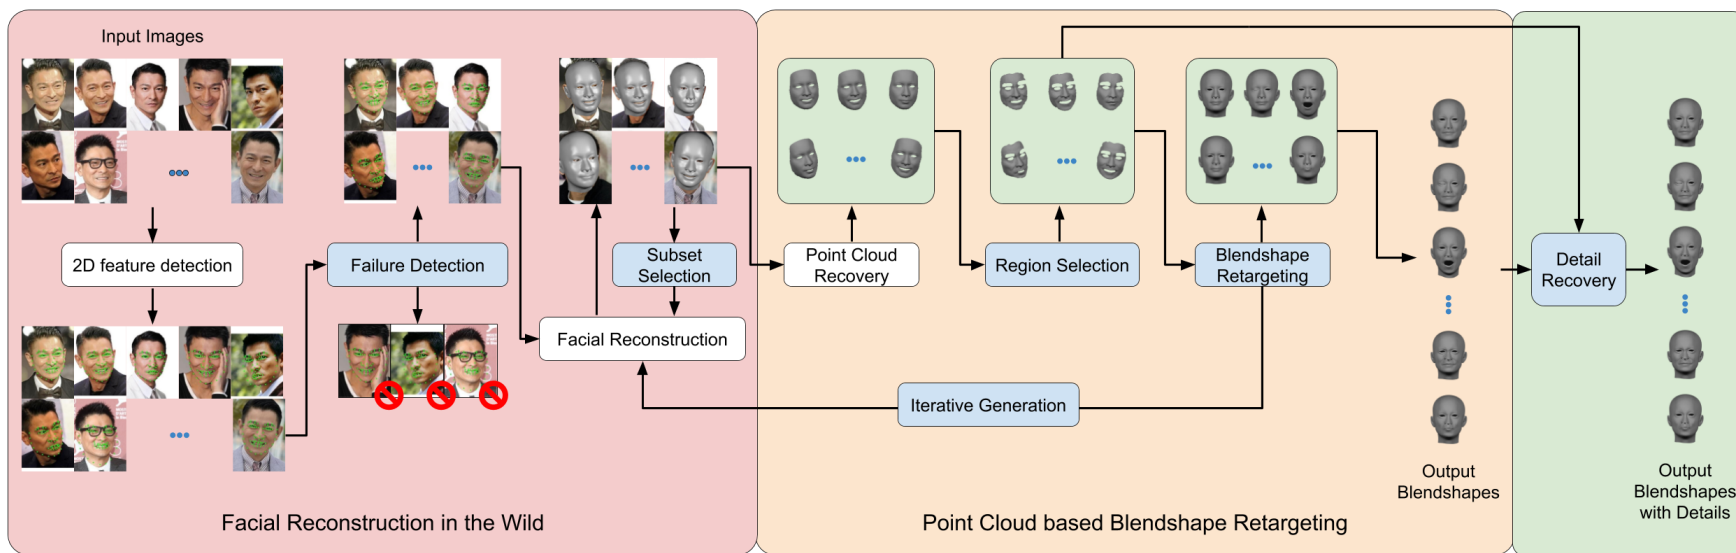 Input Images
2D feature detection
Failure Detection
Subset
Selection
Facial Reconstruction
Facial Reconstruction in the Wild
Point Cloud
Recovery
Region Selection
Blendshape
Retargeting
Iterative Generation
Output
Blendshapes
Point Cloud based Blendshape Retargeting
Detail
Recovery
Output
Blendshapes
with Details